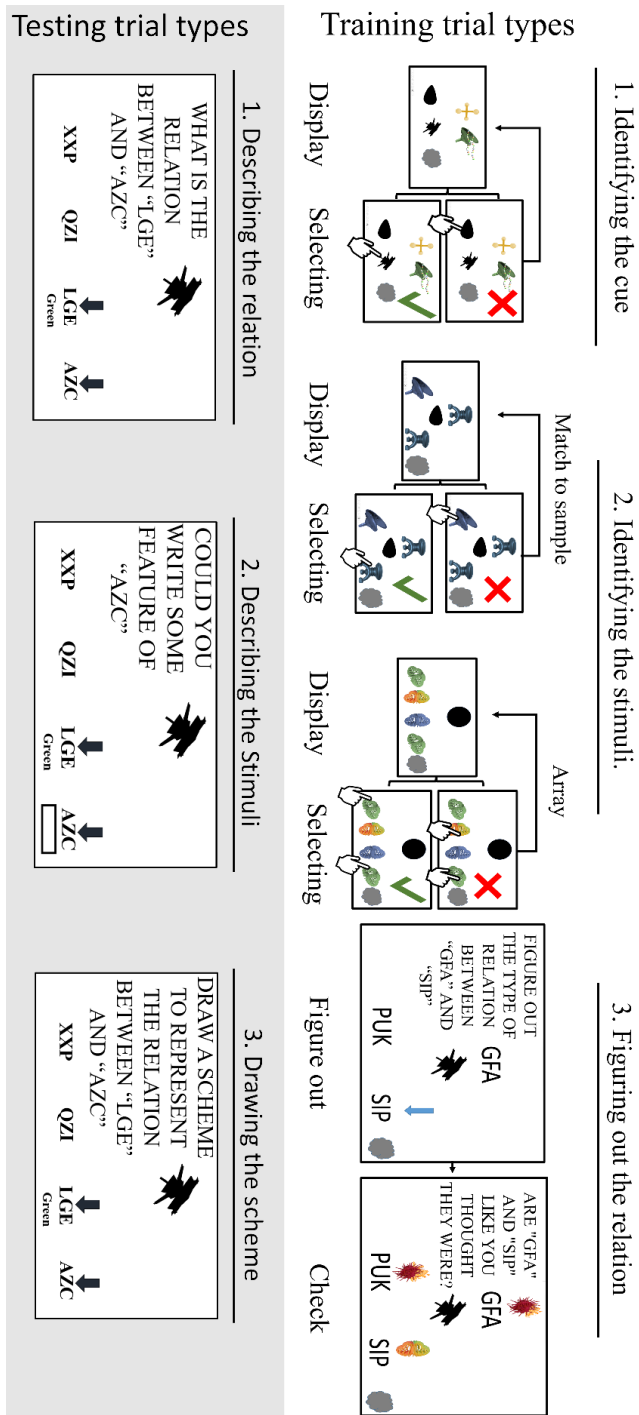 Training trial types
1. Identifying the cue
Display
Selecting
2. Identifying the stimuli.
Match to sample
Display
Selecting
Array
Display
Selecting
3. Figuring out the relation
FIGURE OUT
THE TYPE OF
RELATION
BETWEEN
“GFA” AND
“SIP”
GFA
PUK
SIP
Figure out
ARE "GFA"
AND "SIP"
LIKE YOU
THOUGHT
THEY WERE?
GFA
PUK
SIP
Check
Testing trial types
1. Describing the relation
WHAT IS THE
RELATION
BETWEEN “LGE”
AND “AZC”
XXP QZI LGE AZC
Green
2. Describing the Stimuli
COULD YOU
WRITE SOME
FEATURE OF
“AZC”
XXP QZI LGE AZC
Green
3. Drawing the scheme
DRAW A SCHEME
TO REPRESENT
THE RELATION
BETWEEN “LGE”
AND “AZC”
XXP QZI LGE AZC
Green